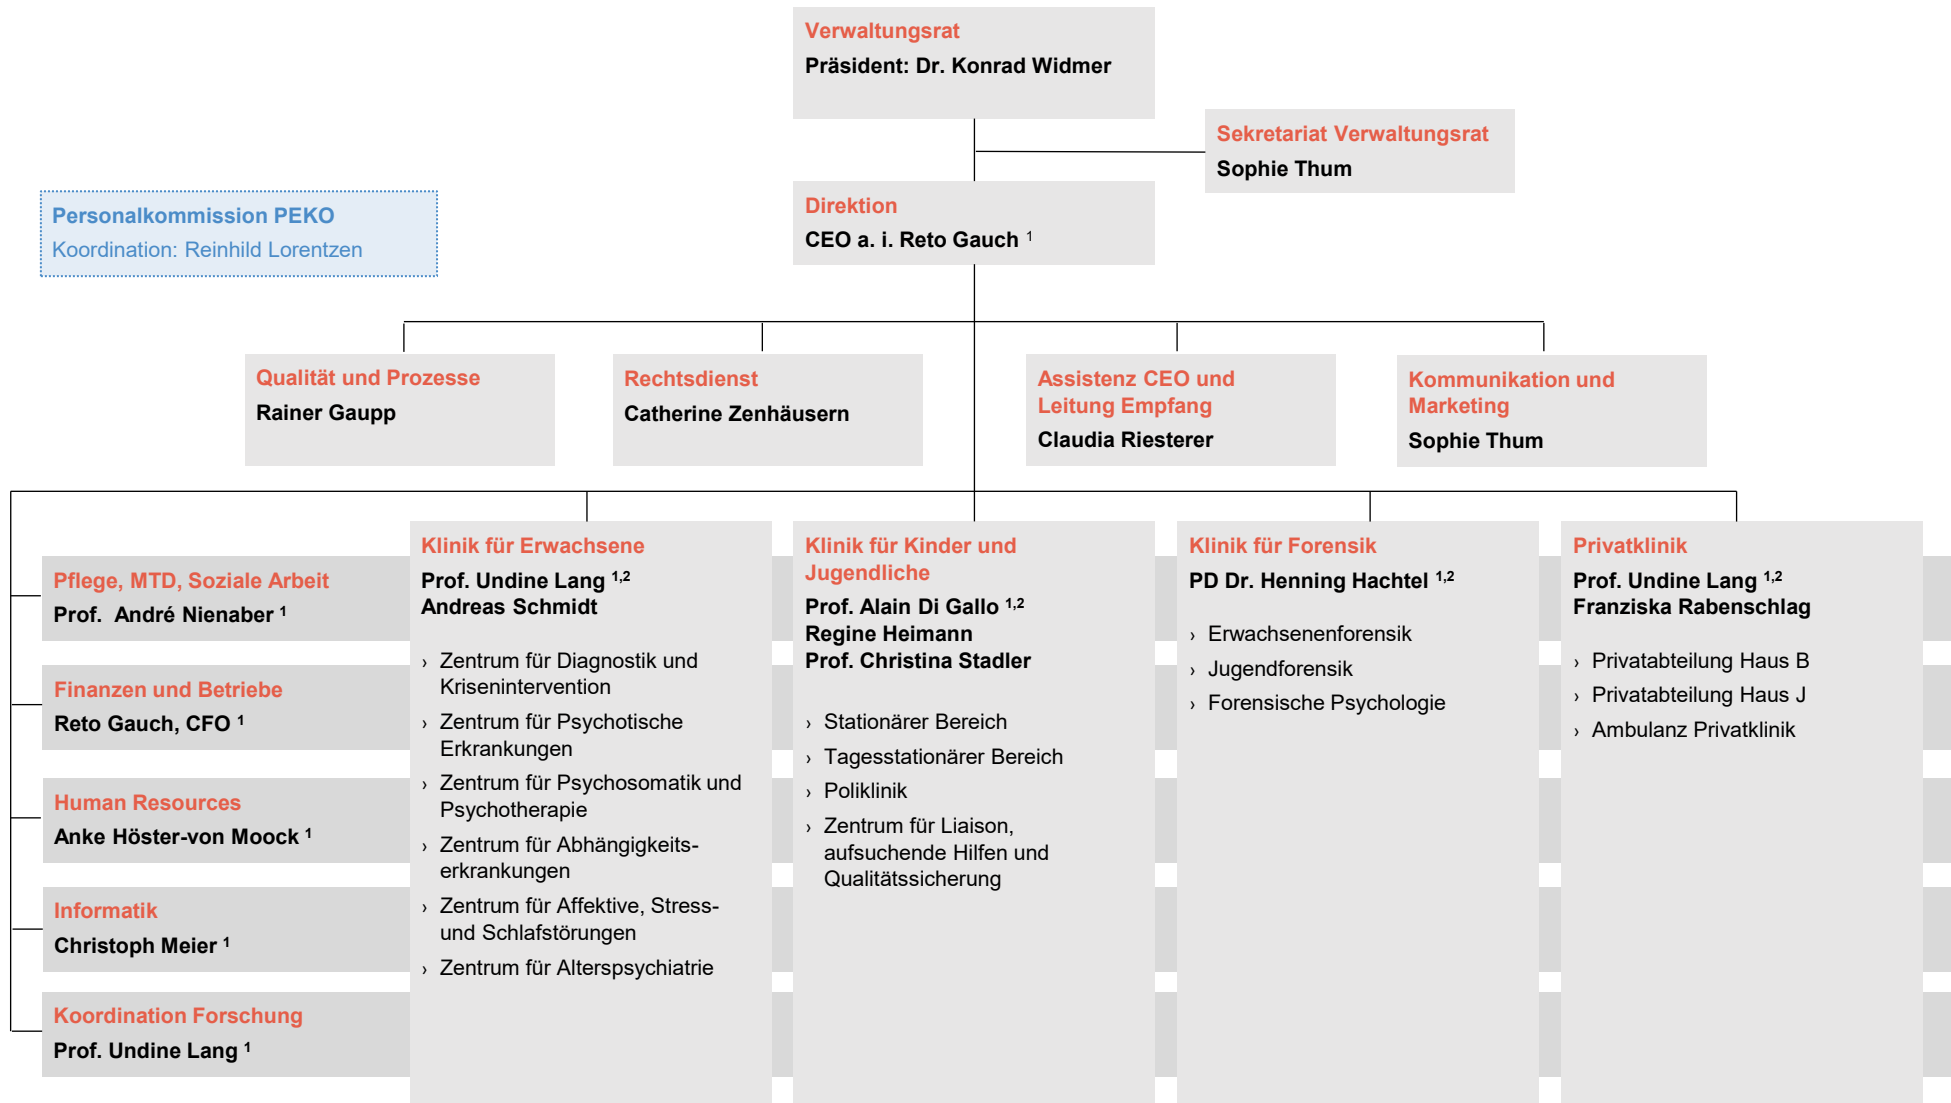 Verwaltungsrat
Präsident: Dr. Konrad Widmer
Sekretariat Verwaltungsrat
Sophie Thum
Personalkommission PEKO
Koordination: Reinhild Lorentzen
Direktion
CEO a. i. Reto Gauch ¹
Qualität und Prozesse
Rainer Gaupp
Rechtsdienst
Catherine Zenhäusern
Assistenz CEO und
Leitung Empfang
Claudia Riesterer
Kommunikation und
Marketing
Sophie Thum
Pflege, MTD, Soziale Arbeit
Prof. André Nienaber ¹
Finanzen und Betriebe
Reto Gauch, CFO ¹
Human Resources
Anke Höster-von Moock ¹
Informatik
Christoph Meier ¹
Koordination Forschung
Prof. Undine Lang ¹
Klinik für Erwachsene
Prof. Undine Lang ¹,²
Andreas Schmidt
› Zentrum für Diagnostik und
Krisenintervention
› Zentrum für Psychotische
Erkrankungen
› Zentrum für Psychosomatik und
Psychotherapie
› Zentrum für Abhängigkeits-
erkrankungen
› Zentrum für Affektive, Stress-
und Schlafstörungen
› Zentrum für Alterspsychiatrie
Klinik für Kinder und
Jugendliche
Prof. Alain Di Gallo ¹,²
Regine Heimann
Prof. Christina Stadler
› Stationärer Bereich
› Tagesstationärer Bereich
› Poliklinik
› Zentrum für Liaison,
aufsuchende Hilfen und
Qualitätssicherung
Klinik für Forensik
PD Dr. Henning Hachtel ¹,²
› Erwachsenenforensik
› Jugendforensik
› Forensische Psychologie
Privatklinik
Prof. Undine Lang ¹,²
Franziska Rabenschlag
› Privatabteilung Haus B
› Privatabteilung Haus J
› Ambulanz Privatklinik